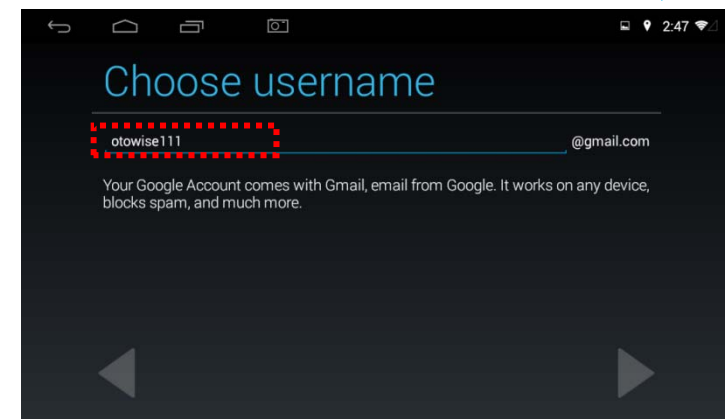 2:47
Choose username
otowise111 @gmail.com
Your Google Account comes with Gmail, email from Google. It works on any device,
blocks spam, and much more.